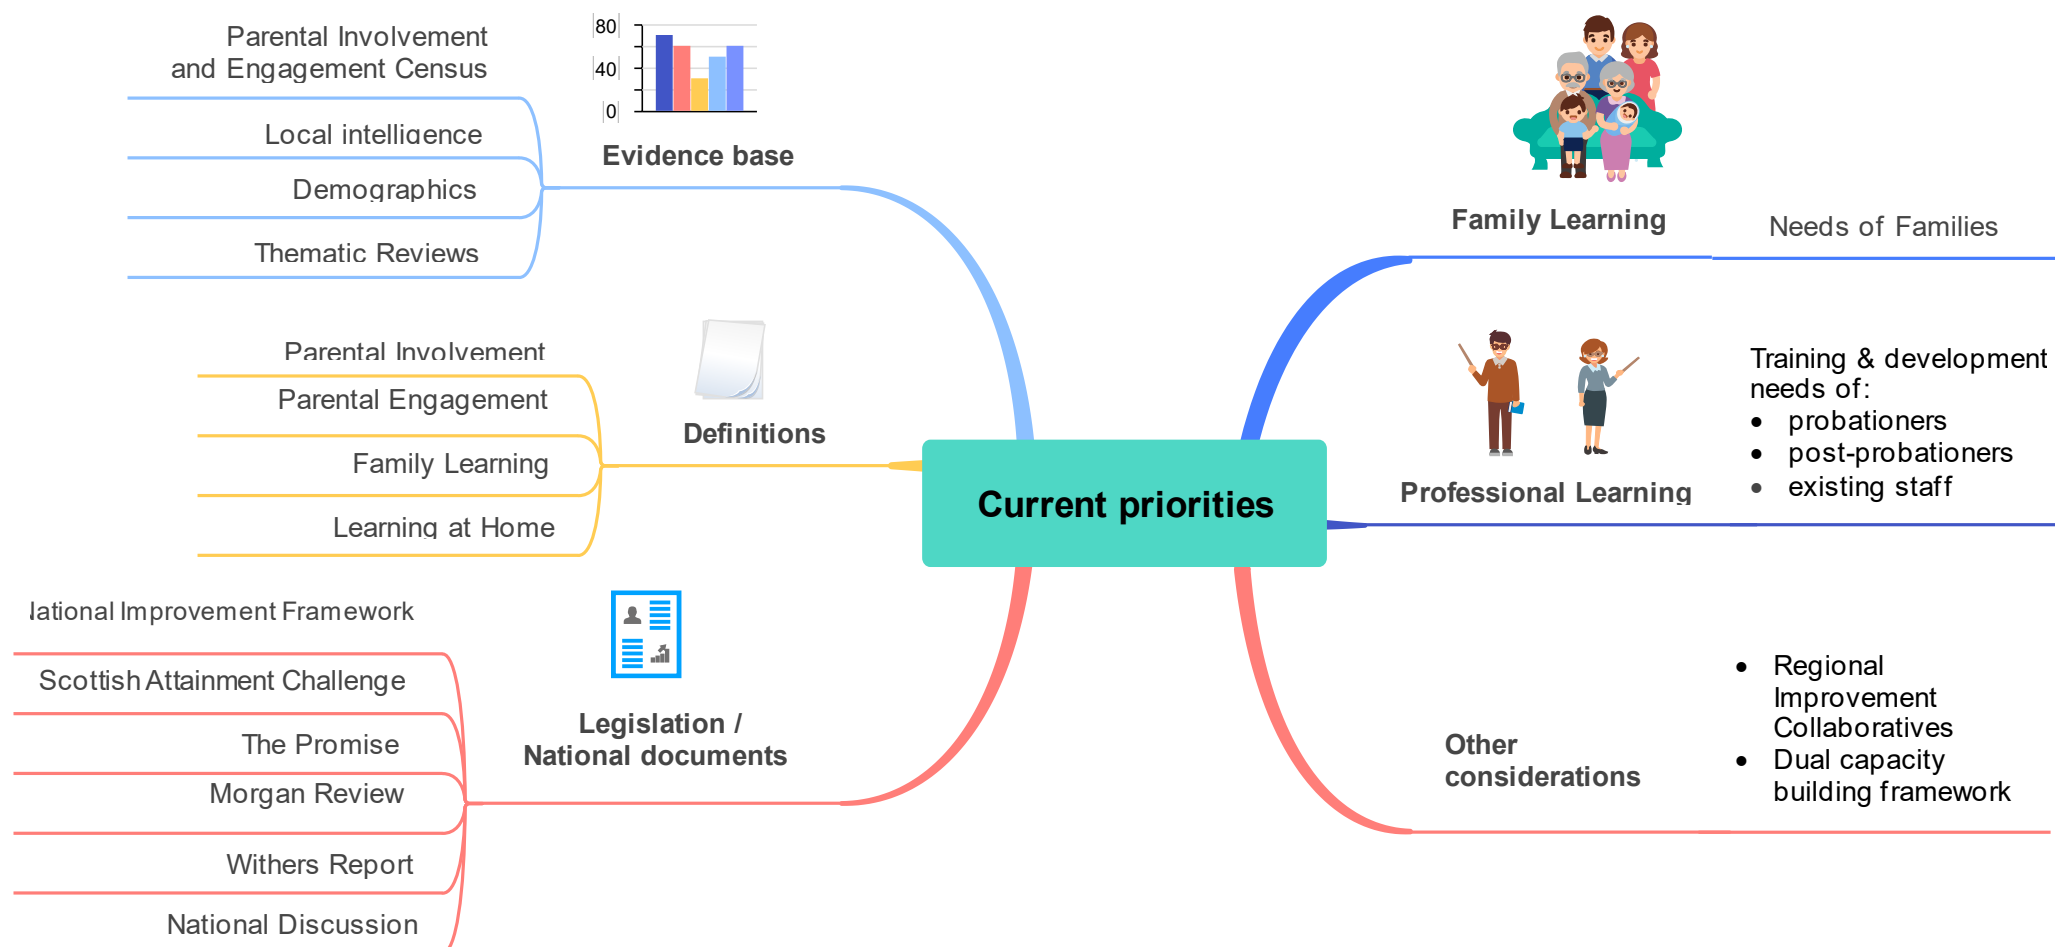 Parental Involvement
and Engagement Census
Local intelligence
Demographics
Thematic Reviews
80
40
0
Evidence base
Parental Involvement
Parental Engagement
Family Learning
Learning at Home
Definitions
National Improvement Framework
Scottish Attainment Challenge
The Promise
Morgan Review
Withers Report
National Discussion
Legislation /
National documents
Current priorities
Family Learning
Needs of Families
Professional Learning
Training & development
needs of:
• probationers
• post-probationers
• existing staff
Other
considerations
• Regional
Improvement
Collaboratives
• Dual capacity
building framework